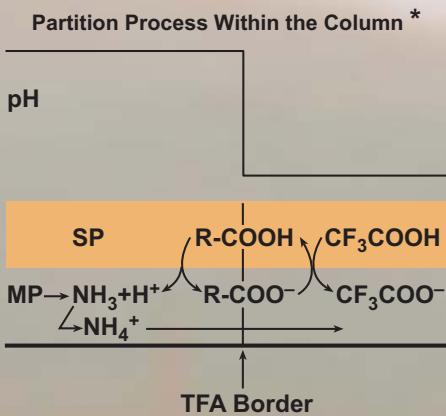 Partition Process Within the Column *
pH
SP R-COOH CF₃COOH
MP NH₃+H⁺ R-COO⁻ CF₃COO⁻
NH₄⁺
TFA Border